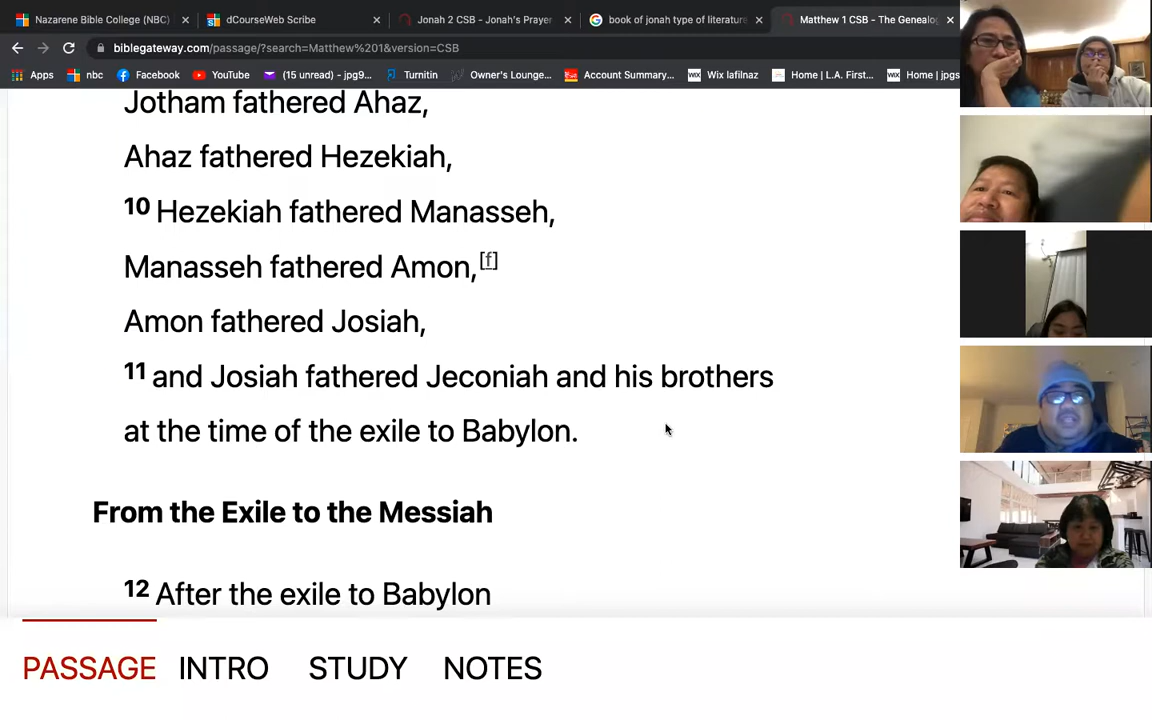 Nazarene Bible College (NBC)
dCourseWeb Scribe
Jonah 2 CSB - Jonah's Prayer
book of jonah type of literature
Matthew 1 CSB - The Genealo
biblegateway.com/passage/?search=Matthew%201&version=CSB
Apps
nbc
Facebook
YouTube
(15 unread) - jpg9...
Turnitin
Owner's Lounge...
Account Summary...
Wix lafilnaz
Home | L.A. First...
Home | jpgs
Jotham fathered Ahaz,
Ahaz fathered Hezekiah,
10 Hezekiah fathered Manasseh,
Manasseh fathered Amon,[f]
Amon fathered Josiah,
11 and Josiah fathered Jeconiah and his brothers
at the time of the exile to Babylon.
From the Exile to the Messiah
12 After the exile to Babylon
PASSAGE INTRO STUDY NOTES